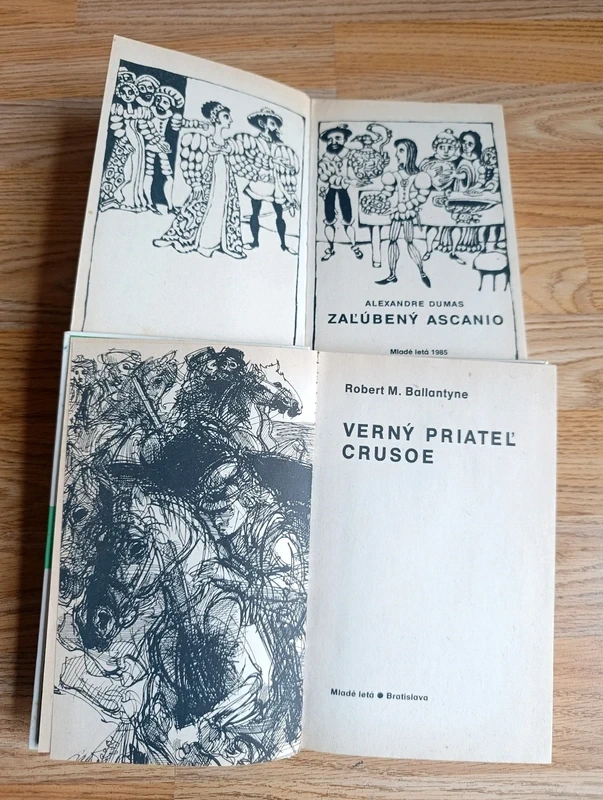 ALEXANDRE DUMAS
ZAĽÚBENÝ ASCANIO
Mladé letá 1985
Robert M. Ballantyne
VERNÝ PRIATEĽ
CRUSOE
Mladé letá ● Bratislava